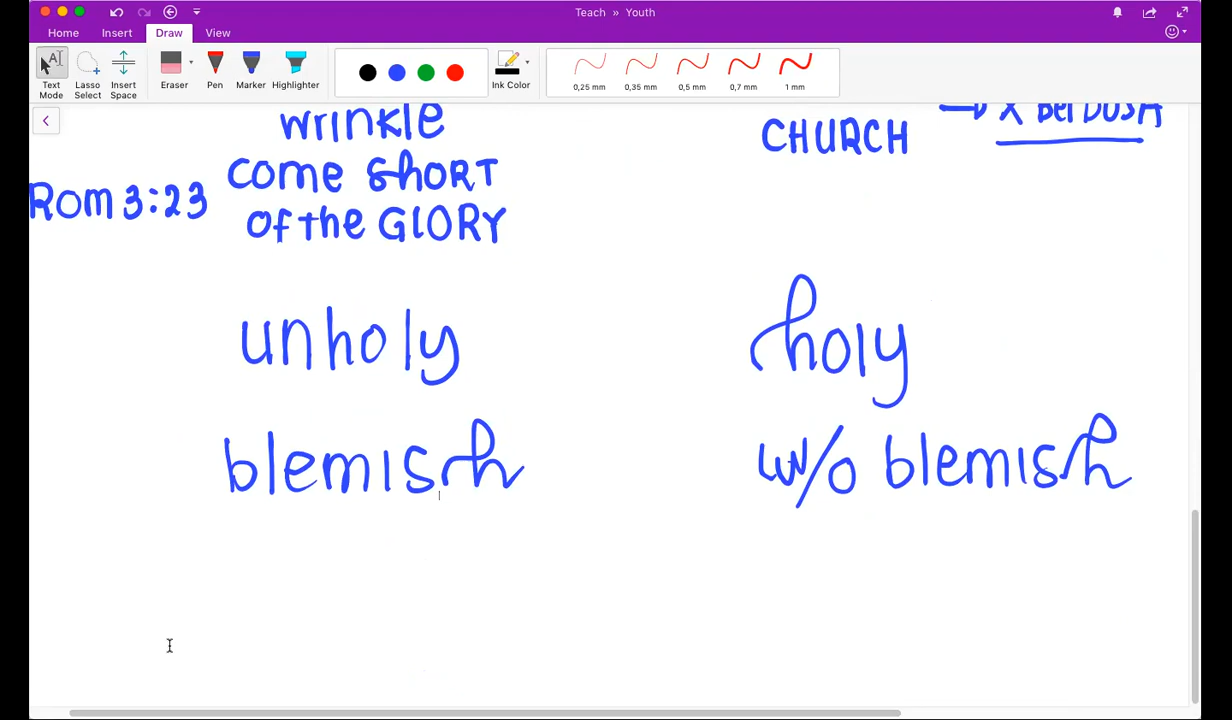 Teach » Youth
Home Insert Draw View
Text Mode
Lasso Select
Insert Space
Eraser
Pen
Marker
Highlighter
Ink Color
0,25 mm
0,35 mm
0,5 mm
0,7 mm
1 mm
wrinkle
come short
of the GLORY
Rom 3:23
CHURCH
unholy
holy
blemish
w/o blemish